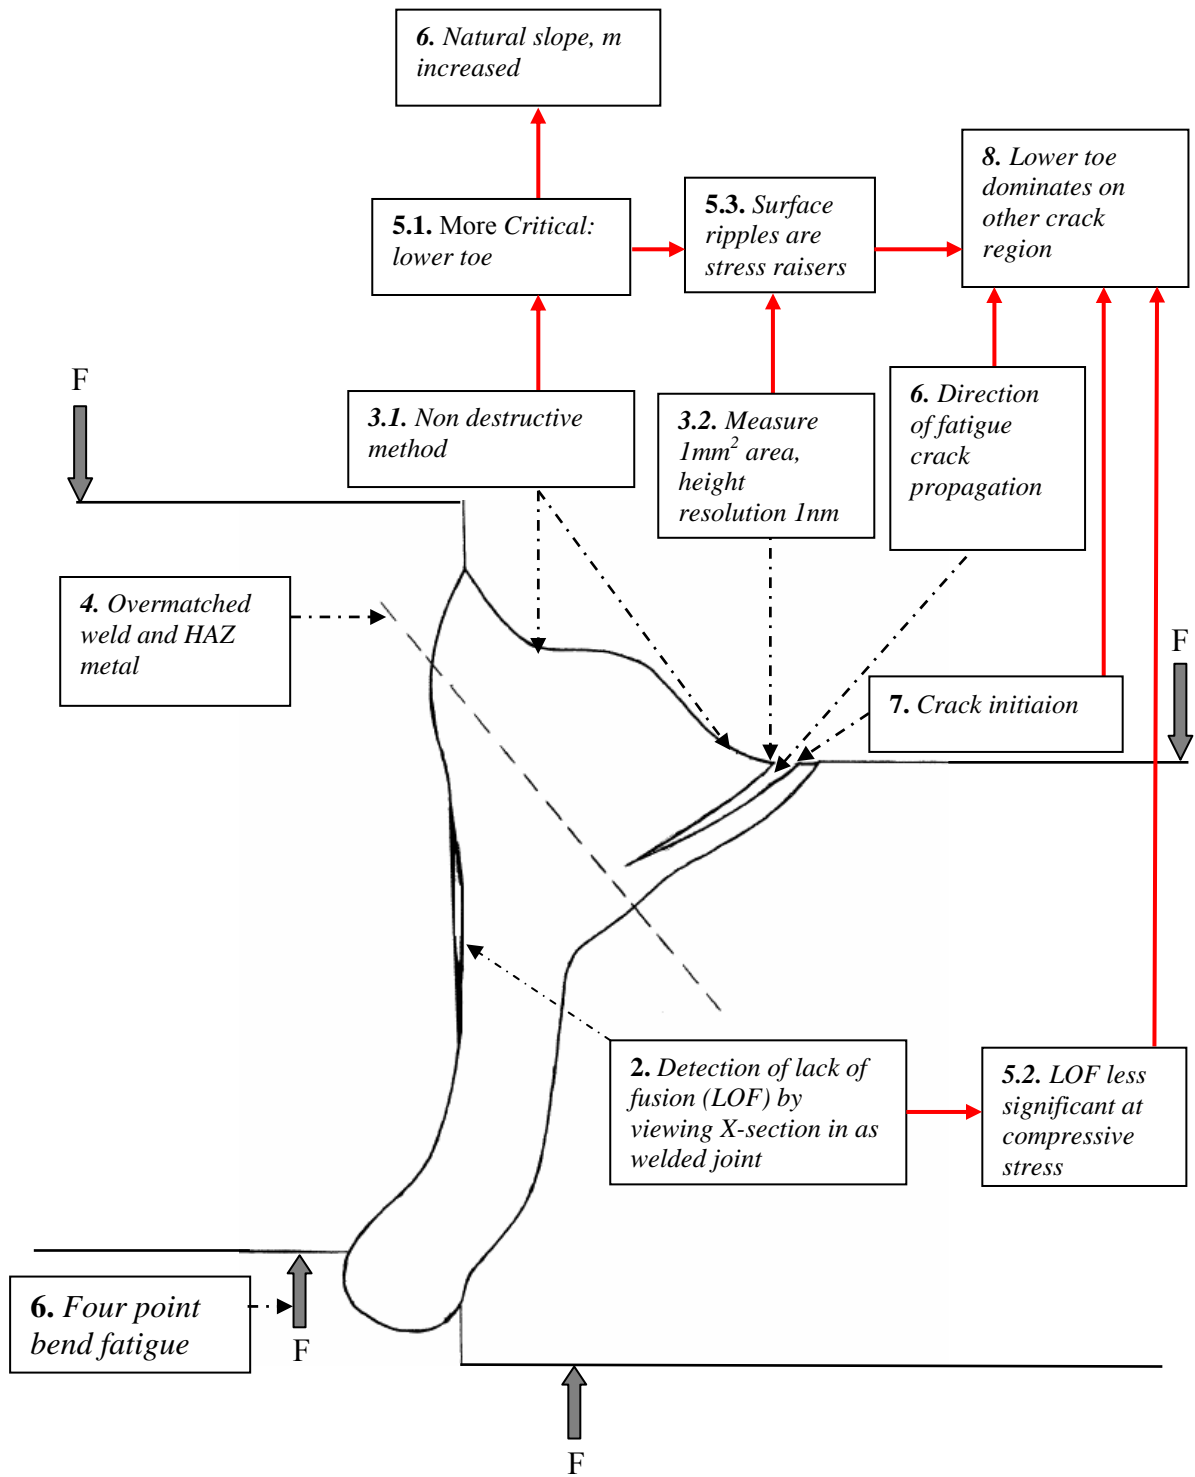 6. Natural slope, m
increased
8. Lower toe
dominates on
other crack
region
5.3. Surface
ripples are
stress raisers
5.1. More Critical:
lower toe
F
3.1. Non destructive
method
3.2. Measure
1mm² area,
height
resolution 1nm
6. Direction
of fatigue
crack
propagation
4. Overmatched
weld and HAZ
metal
F
7. Crack initiaion
2. Detection of lack of
fusion (LOF) by
viewing X-section in as
welded joint
5.2. LOF less
significant at
compressive
stress
6. Four point
bend fatigue
F
F